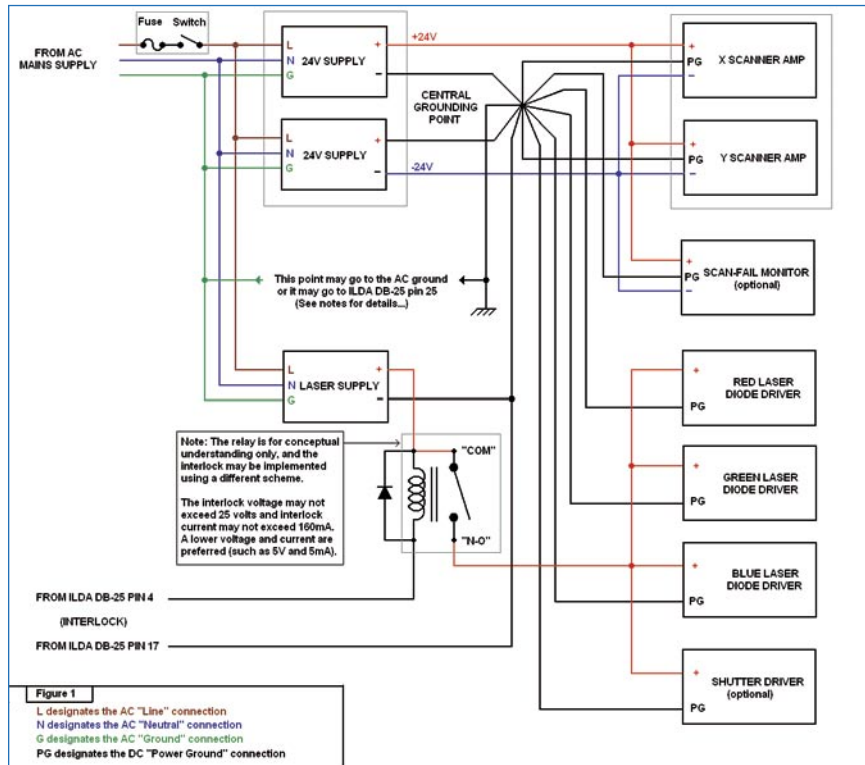 Fuse Switch
FROM AC
MAINS SUPPLY
L
N
G
24V SUPPLY
+
−
+24V
L
N
G
24V SUPPLY
+
−
-24V
CENTRAL
GROUNDING
POINT
+
PG
−
X SCANNER AMP
+
PG
−
Y SCANNER AMP
+
PG
−
SCAN-FAIL MONITOR
(optional)
This point may go to the AC ground
or it may go to ILDA DB-25 pin 25
(See notes for details...)
L
N
G
LASER SUPPLY
+
−
+
PG
RED LASER
DIODE DRIVER
+
PG
GREEN LASER
DIODE DRIVER
+
PG
BLUE LASER
DIODE DRIVER
+
PG
SHUTTER DRIVER
(optional)
Note: The relay is for conceptual
understanding only, and the
interlock may be implemented
using a different scheme.
The interlock voltage may not
exceed 25 volts and interlock
current may not exceed 160mA.
A lower voltage and current are
preferred (such as 5V and 5mA).
"COM"
"N-O"
FROM ILDA DB-25 PIN 4
(INTERLOCK)
FROM ILDA DB-25 PIN 17
Figure 1
L designates the AC "Line" connection
N designates the AC "Neutral" connection
G designates the AC "Ground" connection
PG designates the DC "Power Ground" connection